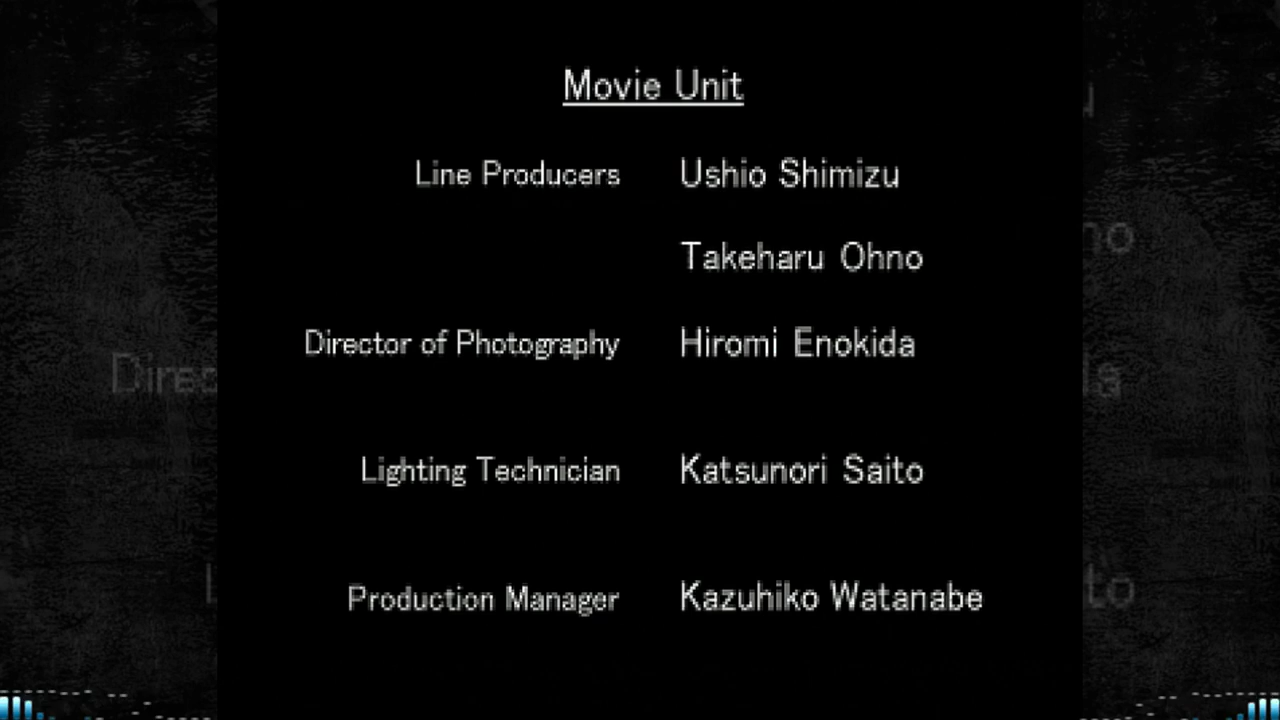 Movie Unit
Line Producers Ushio Shimizu
Takeharu Ohno
Director of Photography Hiromi Enokida
Lighting Technician Katsunori Saito
Production Manager Kazuhiko Watanabe